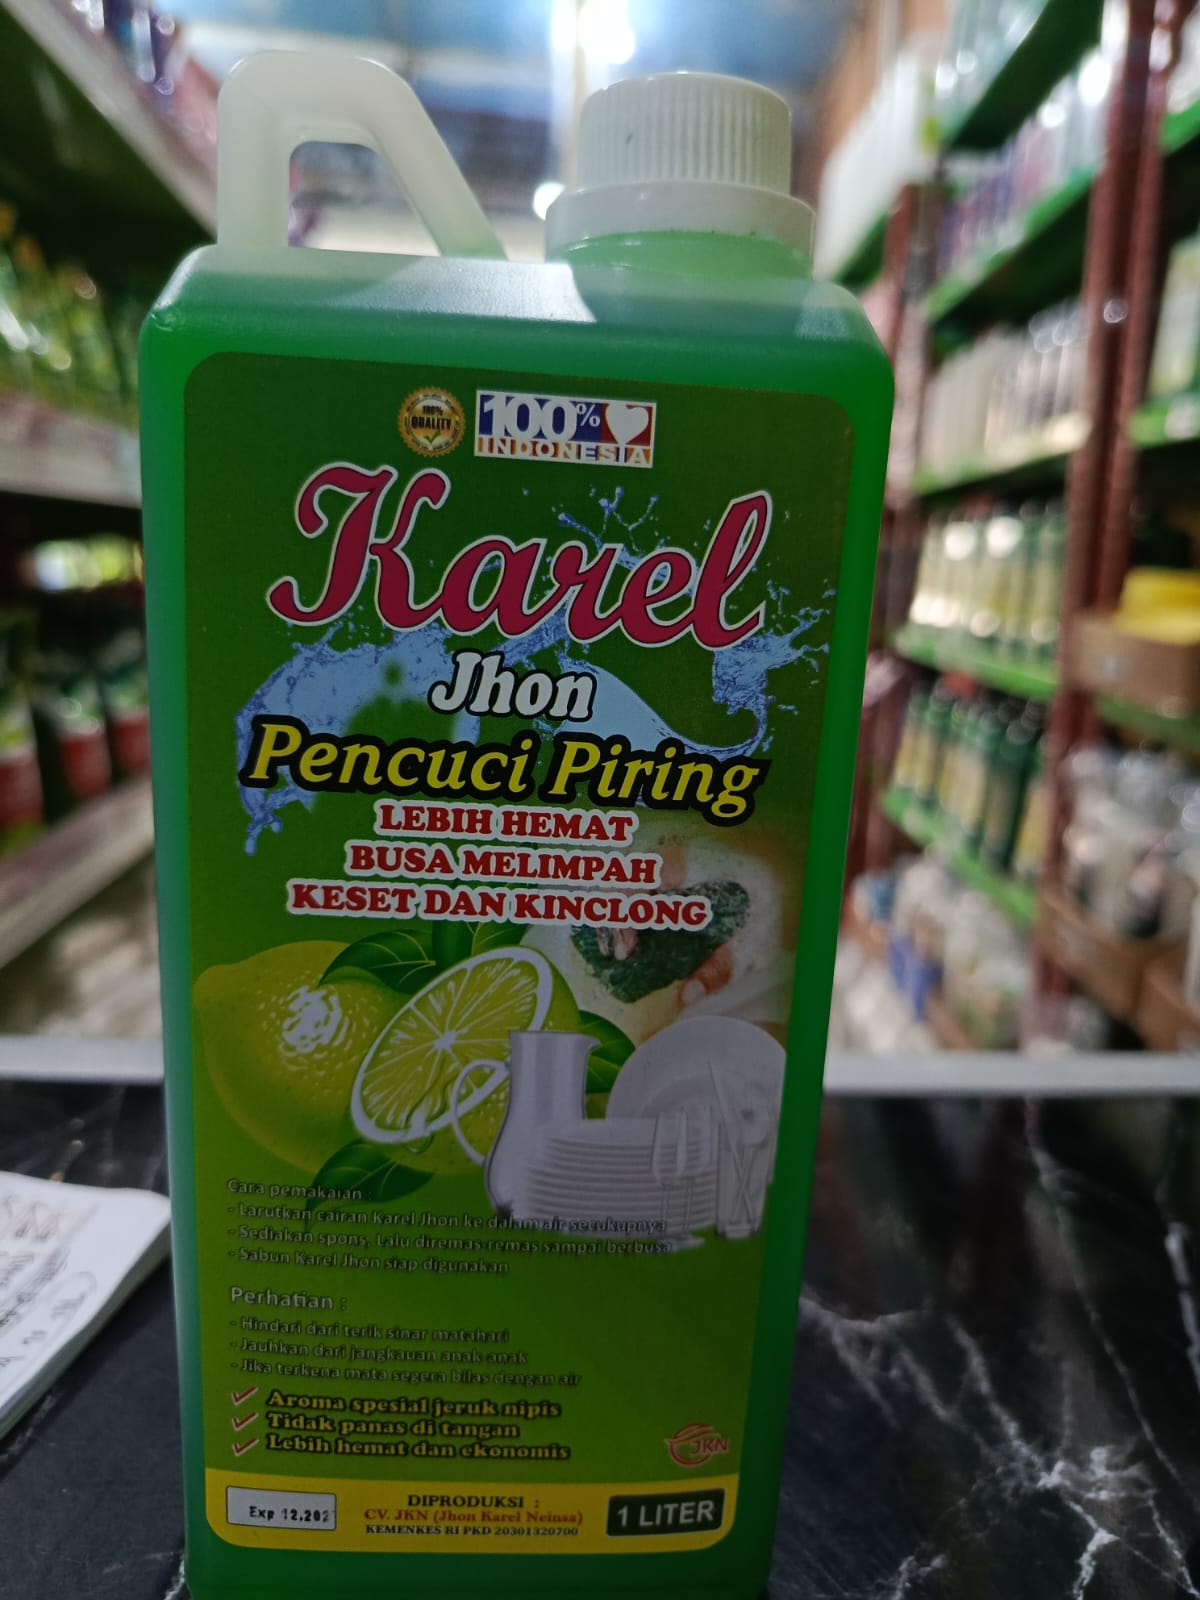 100%
QUALITY
100%
INDONESIA
Karel
Jhon
Pencuci Piring
LEBIH HEMAT
BUSA MELIMPAH
KESET DAN KINCLONG
Cara pemakaian :
- Larutkan cairan Karel Jhon ke dalam air secukupnya
- Sediakan spons, Lalu diremas-remas sampai berbusa
- Sabun Karel Jhon siap digunakan
Perhatian :
- Hindari dari terik sinar matahari
- Jauhkan dari jangkauan anak-anak
- Jika terkena mata segera bilas dengan air
Aroma spesial jeruk nipis
Tidak panas di tangan
Lebih hemat dan ekonomis
JKN
Exp 12.202
DIPRODUKSI :
CV. JKN (Jhon Karel Neinsa)
KEMENKES RI PKD 20301320700
1 LITER